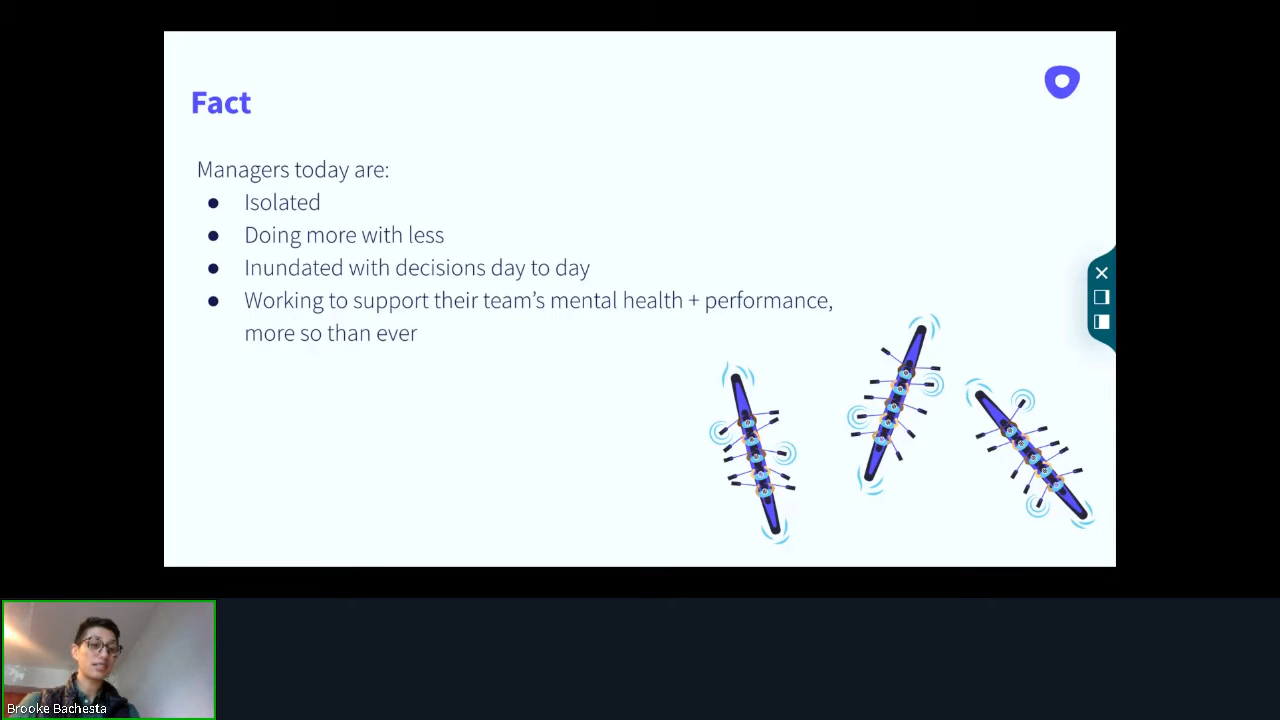 Fact
Managers today are:
● Isolated
● Doing more with less
● Inundated with decisions day to day
● Working to support their team’s mental health + performance,
more so than ever
Brooke Bachesta